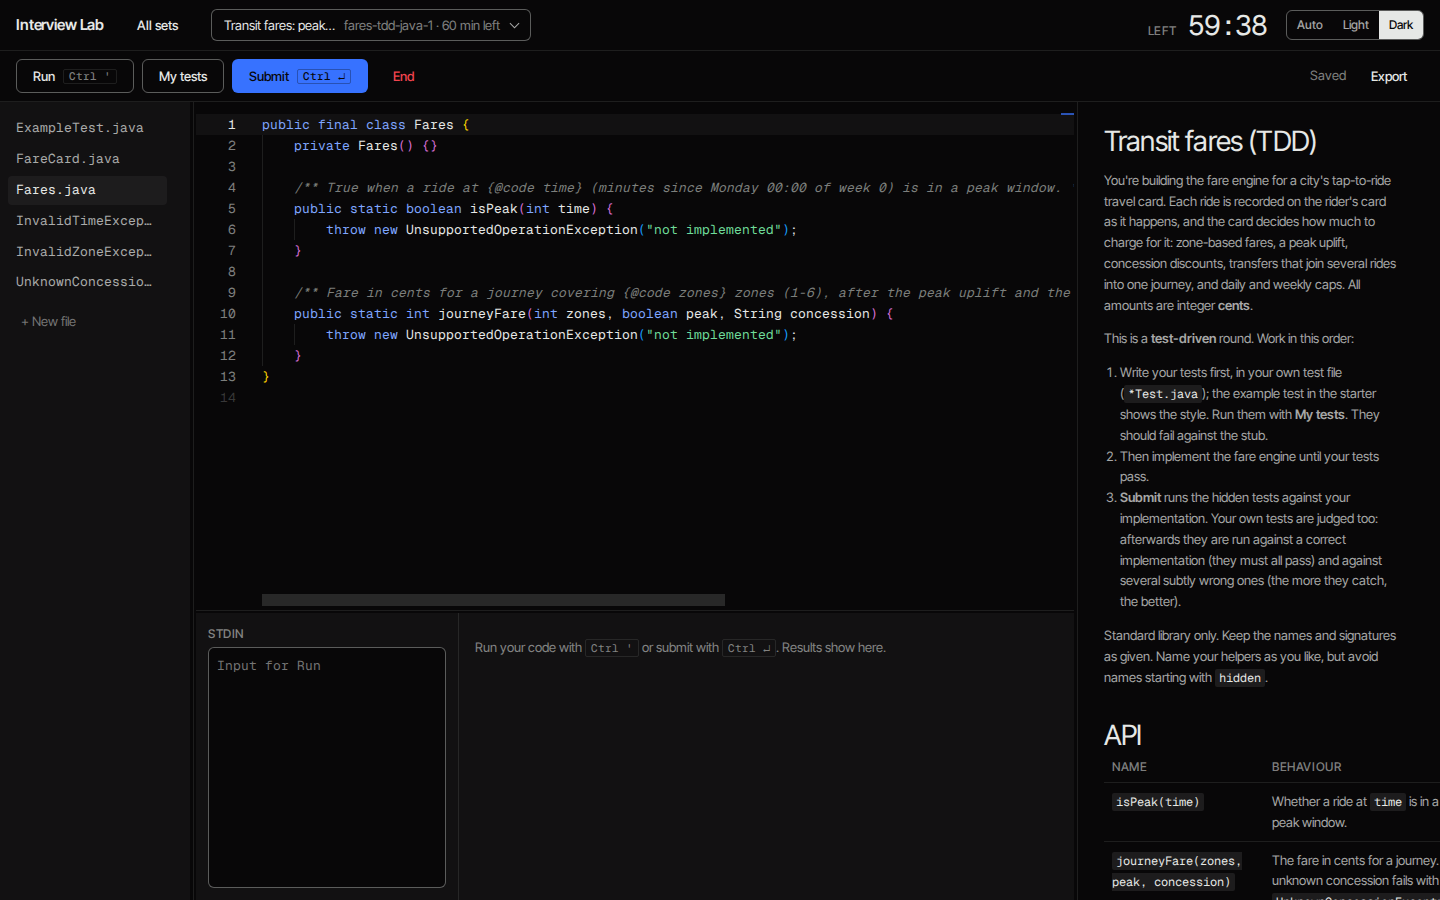 Interview Lab
All sets
Transit fares: peak... fares-tdd-java-1 · 60 min left
LEFT 59:38
Auto Light Dark
Run Ctrl '
My tests
Submit Ctrl ↵
End
Saved
Export
ExampleTest.java
FareCard.java
Fares.java
InvalidTimeExcep…
InvalidZoneExcep…
UnknownConcessio…
+ New file
1 public final class Fares {
2 private Fares() {}
3
4 /** True when a ride at {@code time} (minutes since Monday 00:00 of week 0) is in a peak window.
5 public static boolean isPeak(int time) {
6 throw new UnsupportedOperationException("not implemented");
7 }
8
9 /** Fare in cents for a journey covering {@code zones} zones (1-6), after the peak uplift and the
10 public static int journeyFare(int zones, boolean peak, String concession) {
11 throw new UnsupportedOperationException("not implemented");
12 }
13 }
14
STDIN
Input for Run
Run your code with Ctrl ' or submit with Ctrl ↵. Results show here.
Transit fares (TDD)
You're building the fare engine for a city's tap-to-ride
travel card. Each ride is recorded on the rider's card
as it happens, and the card decides how much to
charge for it: zone-based fares, a peak uplift,
concession discounts, transfers that join several rides
into one journey, and daily and weekly caps. All
amounts are integer cents.
This is a test-driven round. Work in this order:
1. Write your tests first, in your own test file
(*Test.java); the example test in the starter
shows the style. Run them with My tests. They
should fail against the stub.
2. Then implement the fare engine until your tests
pass.
3. Submit runs the hidden tests against your
implementation. Your own tests are judged too:
afterwards they are run against a correct
implementation (they must all pass) and against
several subtly wrong ones (the more they catch,
the better).
Standard library only. Keep the names and signatures
as given. Name your helpers as you like, but avoid
names starting with hidden.
API
NAME BEHAVIOUR
isPeak(time) Whether a ride at time is in a
peak window.
journeyFare(zones, The fare in cents for a journey.
peak, concession) unknown concession fails with